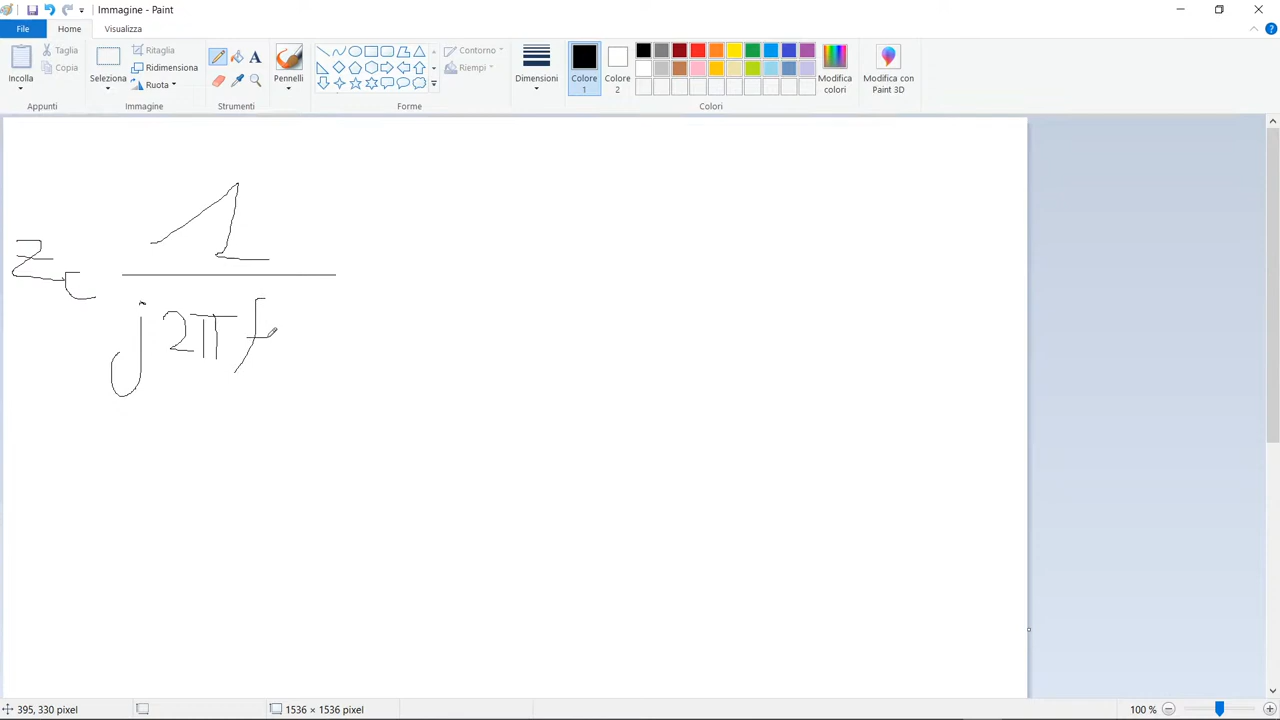 Immagine - Paint
File Home Visualizza
Incolla Taglia Copia Seleziona Ritaglia Ridimensiona Ruota A Pennelli Contorno Riempi Dimensioni Colore 1 Colore 2 Modifica colori Modifica con Paint 3D
Appunti Immagine Strumenti Forme Colori
1
Zc
j 2π f
395, 330 pixel 1536 × 1536 pixel 100 %